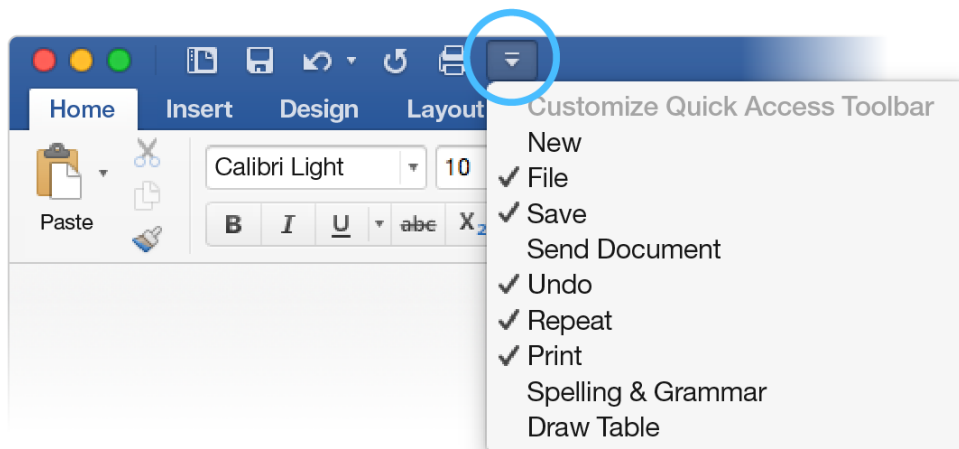 Home Insert Design Layout
Customize Quick Access Toolbar
New
File
Save
Send Document
Undo
Repeat
Print
Spelling & Grammar
Draw Table
Paste
Calibri Light 10
B I U abc X2